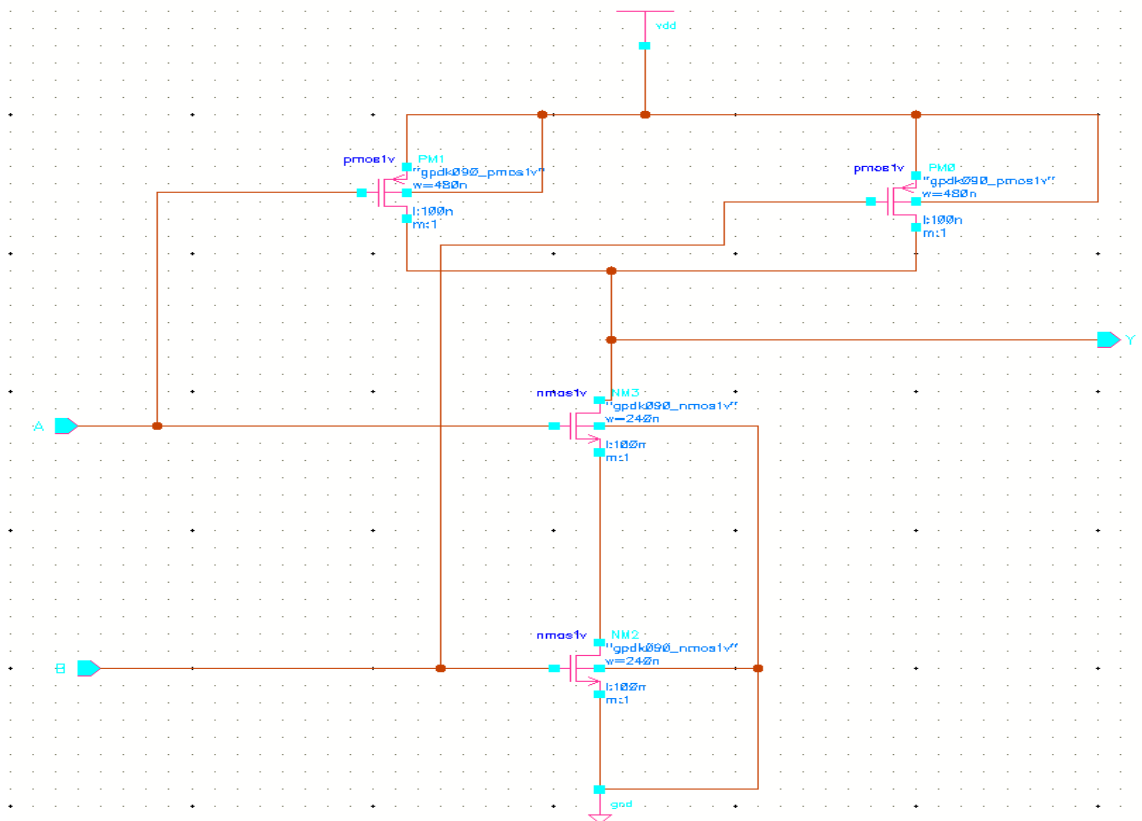 vdd
pmos1v
PM1
"gpdk090_pmos1v"
w=480n
l:100n
m:1
pmos1v
PM0
"gpdk090_pmos1v"
w=480n
l:100n
m:1
Y
nmos1v
NM3
"gpdk090_nmos1v"
w=240n
l:100n
m:1
A
nmos1v
NM2
"gpdk090_nmos1v"
w=240n
l:100n
m:1
B
gnd